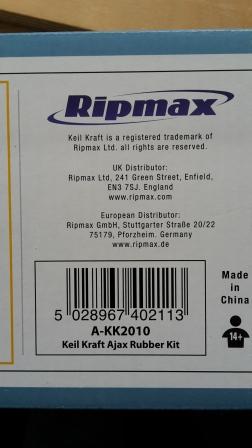 Ripmax
Keil Kraft is a registered trademark of
Ripmax Ltd. all rights are reserved.
UK Distributor:
Ripmax Ltd, 241 Green Street, Enfield,
EN3 7SJ. England
www.ripmax.com
European Distributor:
Ripmax GmbH, Stuttgarter Straße 20/22
75179, Pforzheim. Germany
www.ripmax.de
5 028967 402113
A-KK2010
Keil Kraft Ajax Rubber Kit
Made
in
China
14+